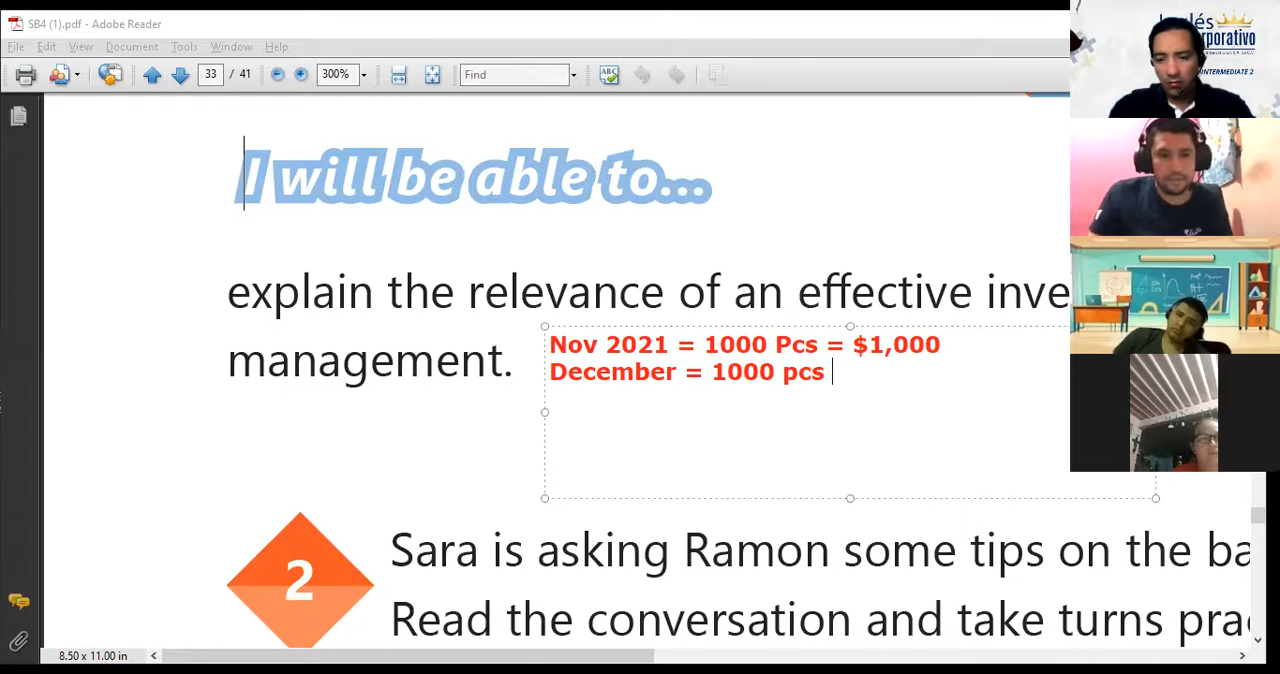 SB4 (1).pdf - Adobe Reader
File Edit View Document Tools Window Help
33 / 41 300% Find
I will be able to...
explain the relevance of an effective inve
management.
Nov 2021 = 1000 Pcs = $1,000
December = 1000 pcs
2
Sara is asking Ramon some tips on the ba
Read the conversation and take turns prac
8.50 x 11.00 in
INTERMEDIATE 2